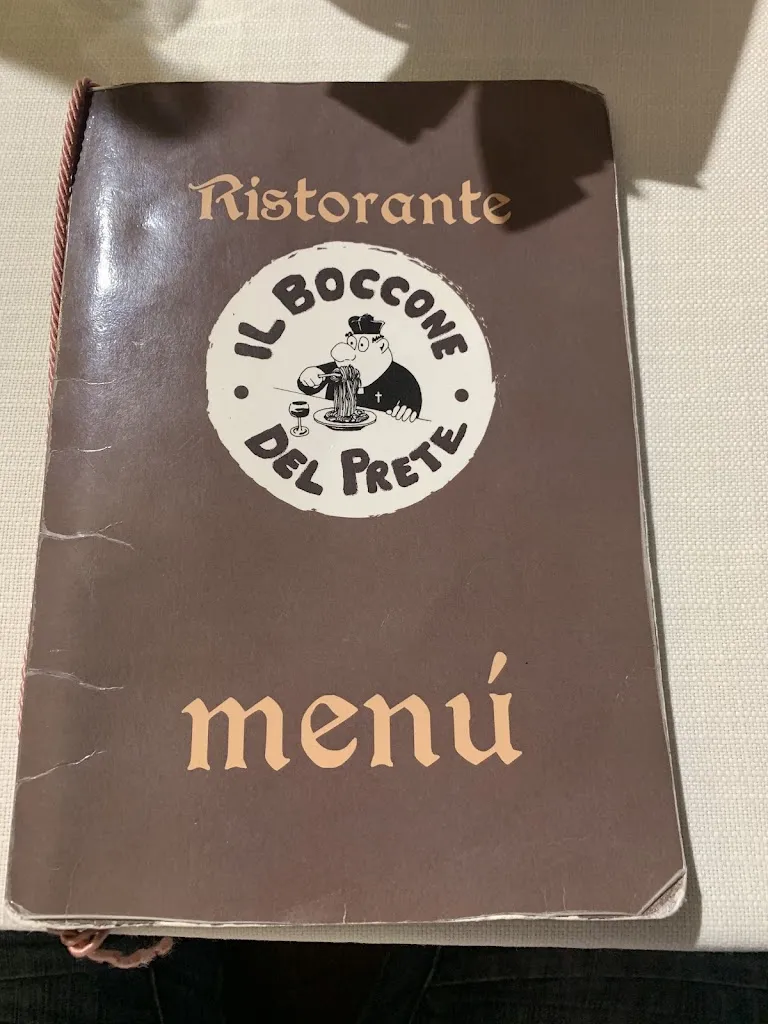 Ristorante
IL BOCCONE
DEL PRETE
menú